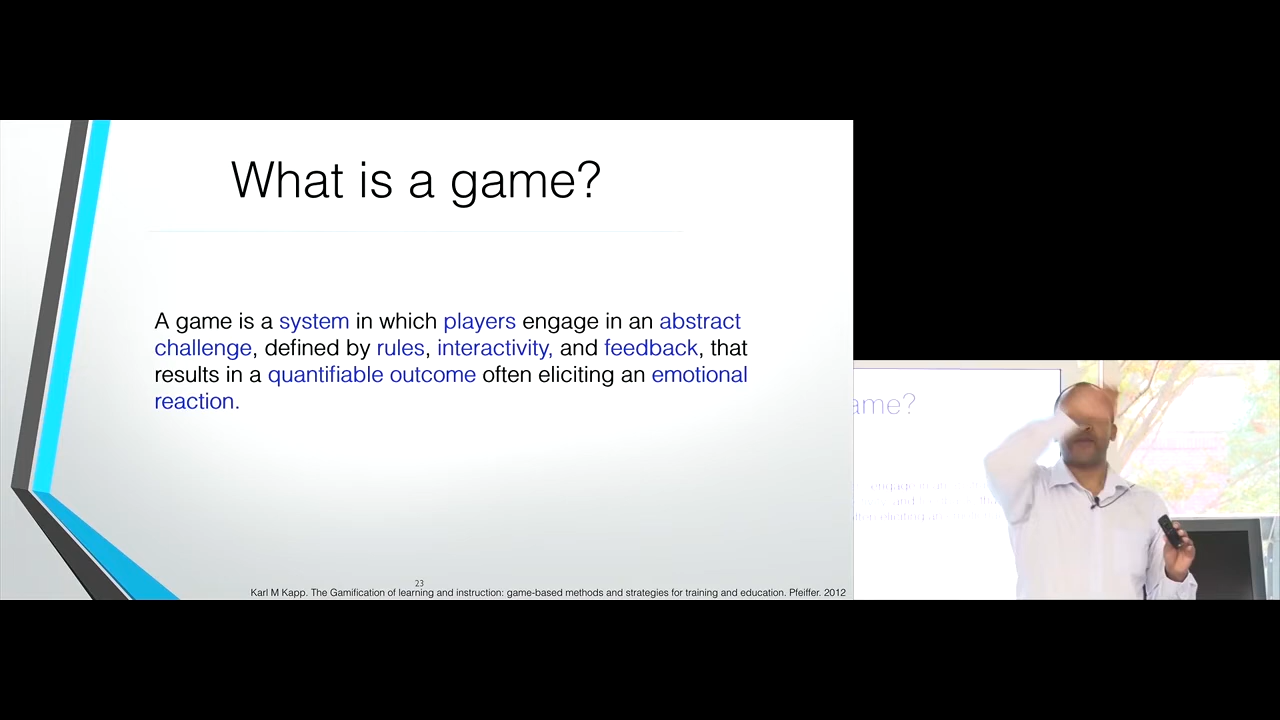 What is a game?
A game is a system in which players engage in an abstract
challenge, defined by rules, interactivity, and feedback, that
results in a quantifiable outcome often eliciting an emotional
reaction.
23
Karl M Kapp. The Gamification of learning and instruction: game-based methods and strategies for training and education. Pfeiffer. 2012
ame?